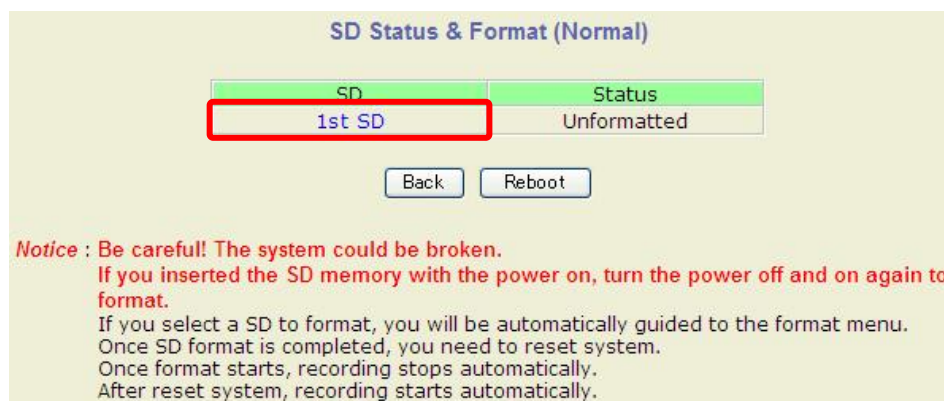 SD Status & Format (Normal)
SD Status
1st SD Unformatted
Back Reboot
Notice : Be careful! The system could be broken.
If you inserted the SD memory with the power on, turn the power off and on again to
format.
If you select a SD to format, you will be automatically guided to the format menu.
Once SD format is completed, you need to reset system.
Once format starts, recording stops automatically.
After reset system, recording starts automatically.